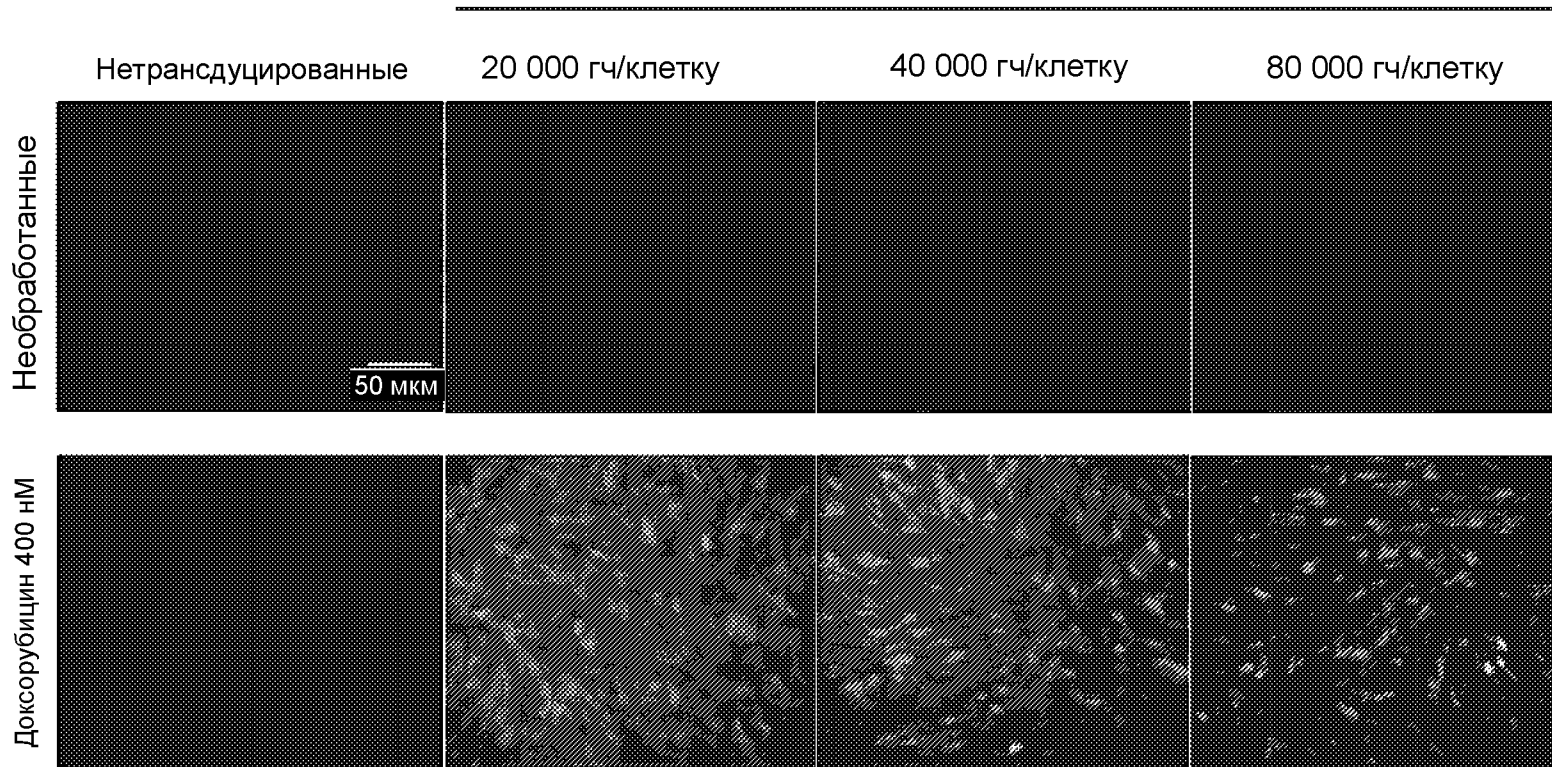 Нетрансдуцированные
20 000 гч/клетку
40 000 гч/клетку
80 000 гч/клетку
Необработанные
50 мкм
Доксорубицин 400 нМ